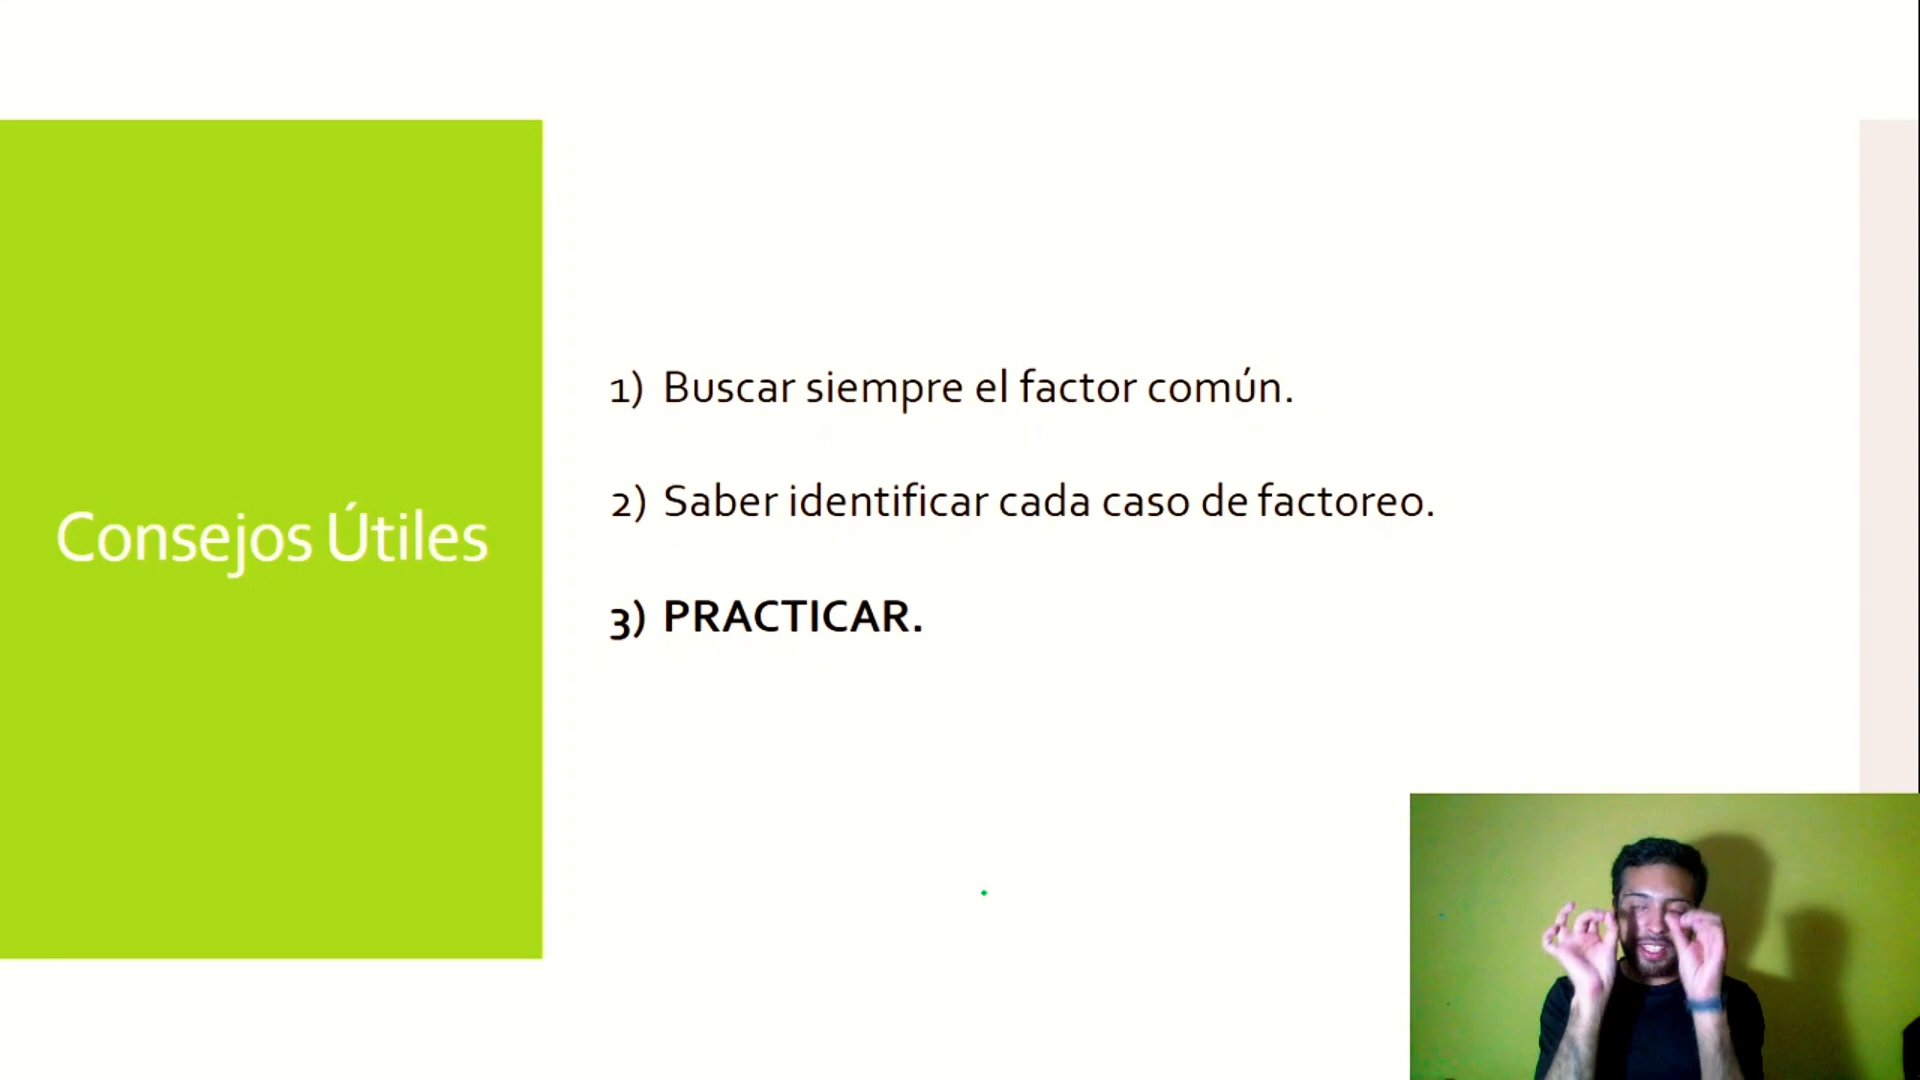 Consejos Útiles
1) Buscar siempre el factor común.
2) Saber identificar cada caso de factoreo.
3) PRACTICAR.